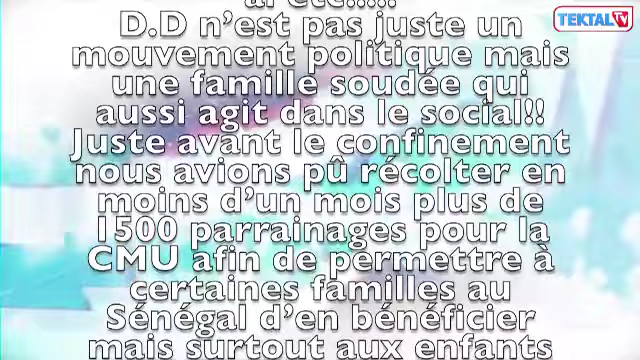 TEKTAL TV
D.D n'est pas juste un
mouvement politique mais
une famille soudée qui
aussi agit dans le social!!
Juste avant le confinement
nous avions pû récolter en
moins d'un mois plus de
1500 parrainages pour la
CMU afin de permettre à
certaines familles au
Sénégal d'en bénéficier
mais surtout aux enfants